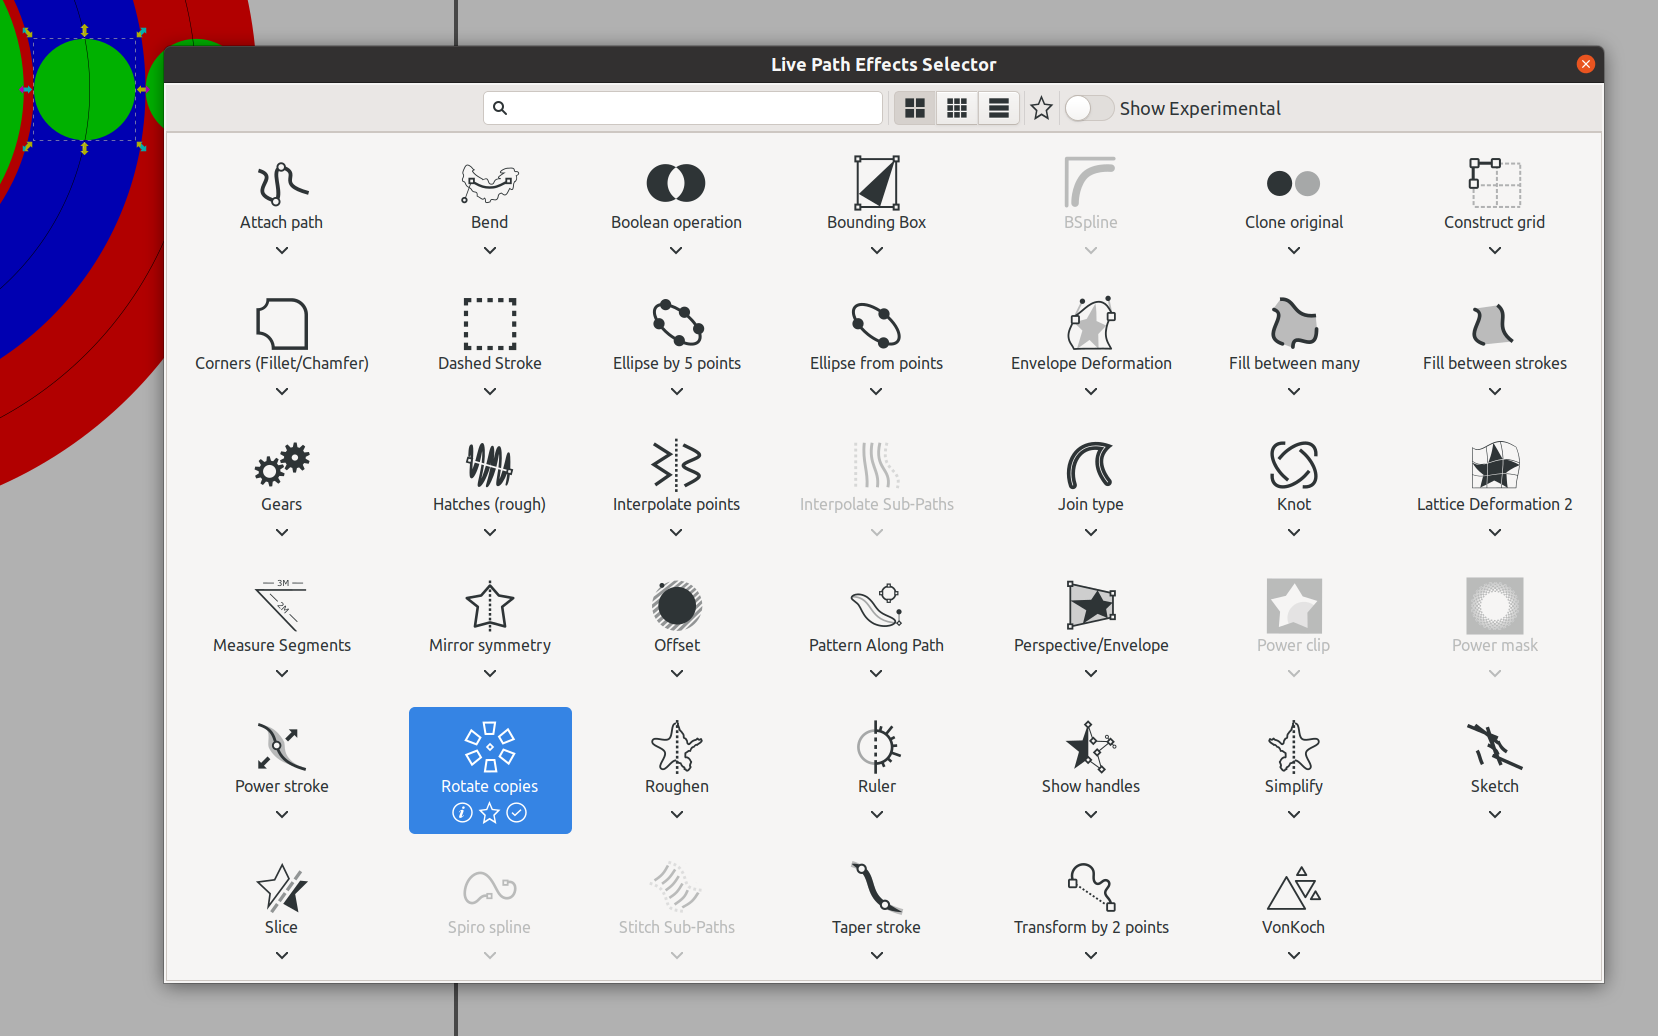 Live Path Effects Selector
Show Experimental
Attach path
Bend
Boolean operation
Bounding Box
BSpline
Clone original
Construct grid
Corners (Fillet/Chamfer)
Dashed Stroke
Ellipse by 5 points
Ellipse from points
Envelope Deformation
Fill between many
Fill between strokes
Gears
Hatches (rough)
Interpolate points
Interpolate Sub-Paths
Join type
Knot
Lattice Deformation 2
3M
2M
Measure Segments
Mirror symmetry
Offset
Pattern Along Path
Perspective/Envelope
Power clip
Power mask
Power stroke
Rotate copies
Roughen
Ruler
Show handles
Simplify
Sketch
Slice
Spiro spline
Stitch Sub-Paths
Taper stroke
Transform by 2 points
VonKoch